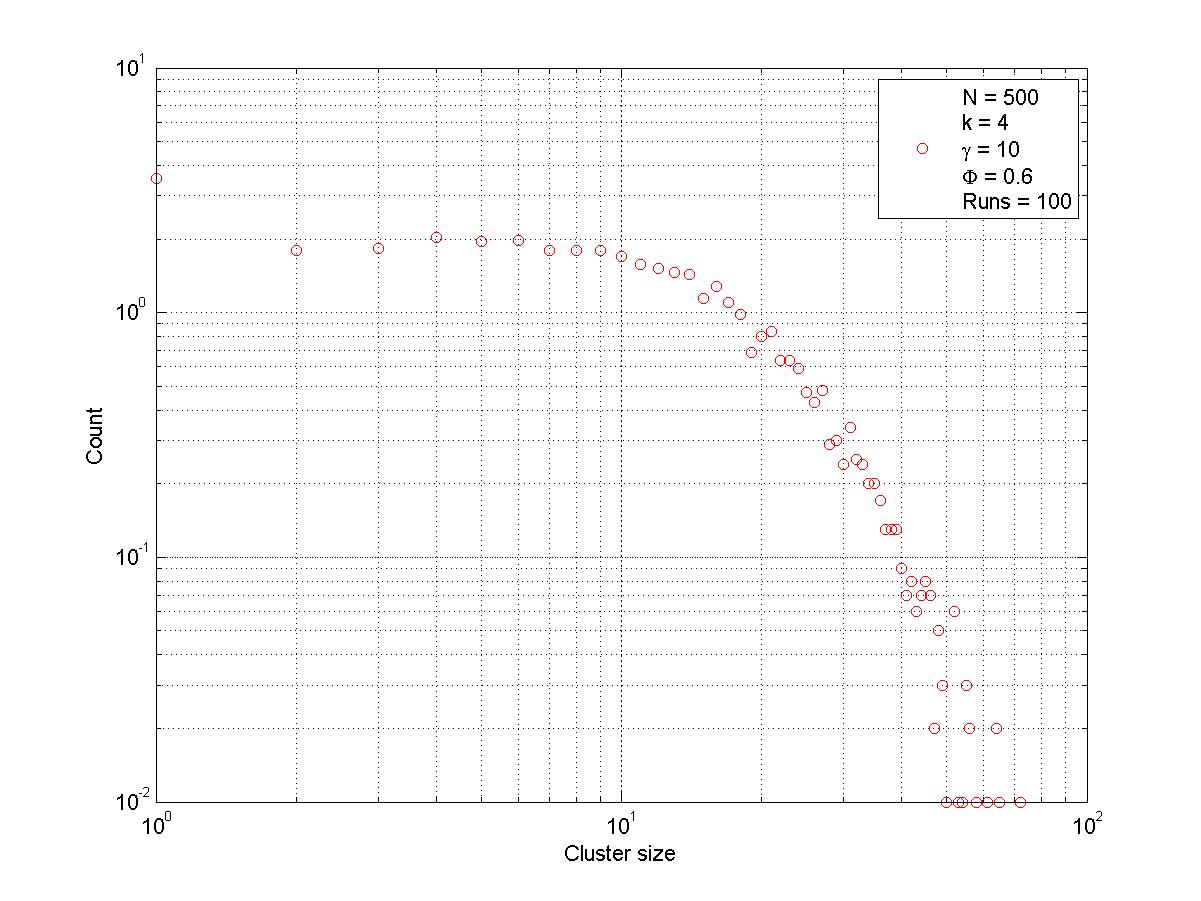 10^1
N = 500
k = 4
γ = 10
Φ = 0.6
Runs = 100
10^0
Count
10^-1
10^-2
10^0 10^1 10^2
Cluster size